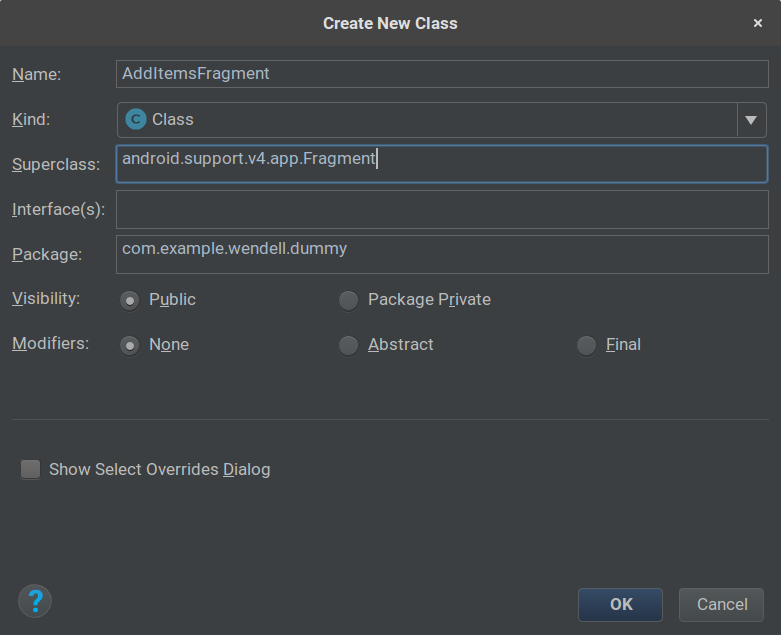 Create New Class ×
Name: AddItemsFragment
Kind: C Class
Superclass: android.support.v4.app.Fragment
Interface(s):
Package: com.example.wendell.dummy
Visibility: Public Package Private
Modifiers: None Abstract Final
Show Select Overrides Dialog
? OK Cancel